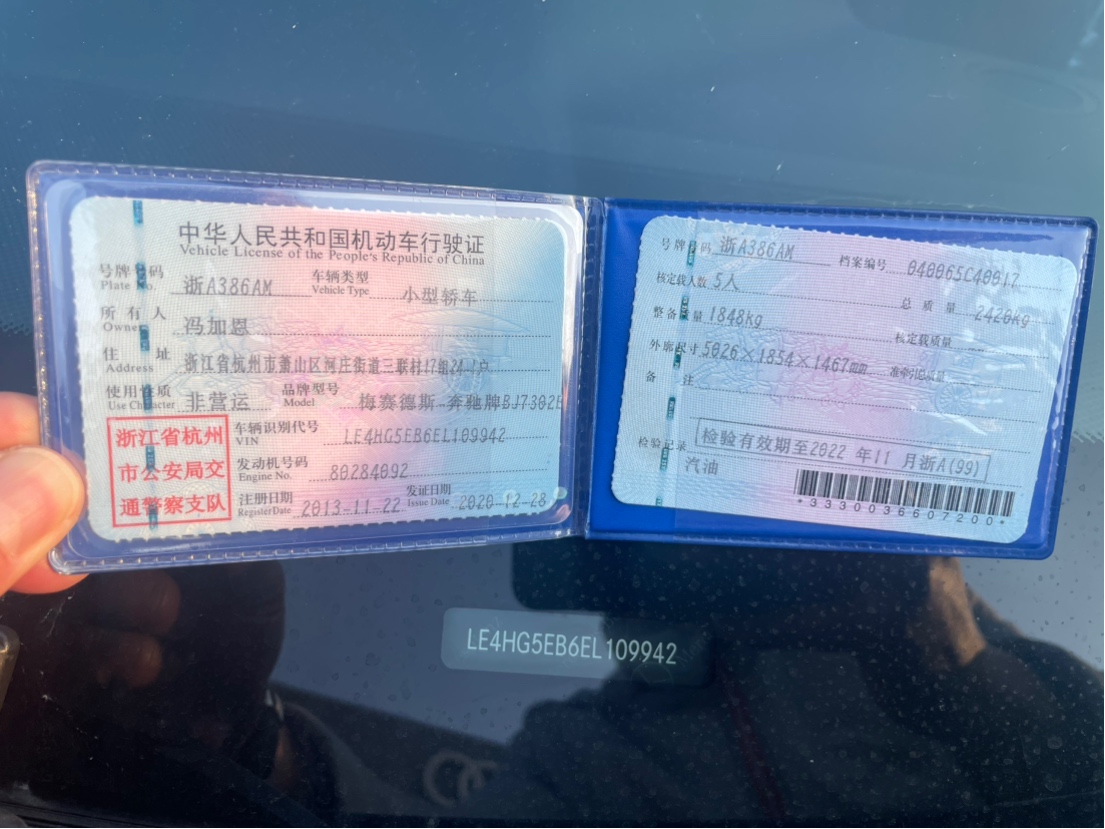 中华人民共和国机动车行驶证
Vehicle License of the People's Republic of China
号牌号码 浙A386AM 车辆类型 小型轿车
Plate No. Vehicle Type
所有人 冯加恩
Owner
住址 浙江省杭州市萧山区河庄街道三联村17组24-1户
Address
使用性质 非营运 品牌型号 梅赛德斯-奔驰牌BJ7302E
Use Character Model
浙江省杭州
市公安局交
通警察支队
车辆识别代号 LE4HG5EB6EL109942
VIN
发动机号码 80284092
Engine No.
注册日期 2013-11-22 发证日期 2020-12-28
Register Date Issue Date
号牌号码 浙A386AM 档案编号 040065C40917
核定载人数 5人 总质量 2420kg
整备质量 1848kg 核定载质量 --
外廓尺寸 5026×1854×1467mm 准牵引总质量
备注
检验记录 检验有效期至2022年11月浙A(99)
汽油
*3330036607200*
LE4HG5EB6EL109942